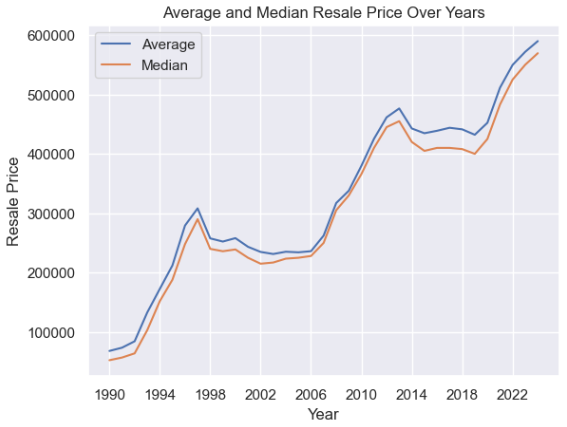 Average and Median Resale Price Over Years
Average
Median
600000
500000
400000
300000
200000
100000
Resale Price
1990 1994 1998 2002 2006 2010 2014 2018 2022
Year